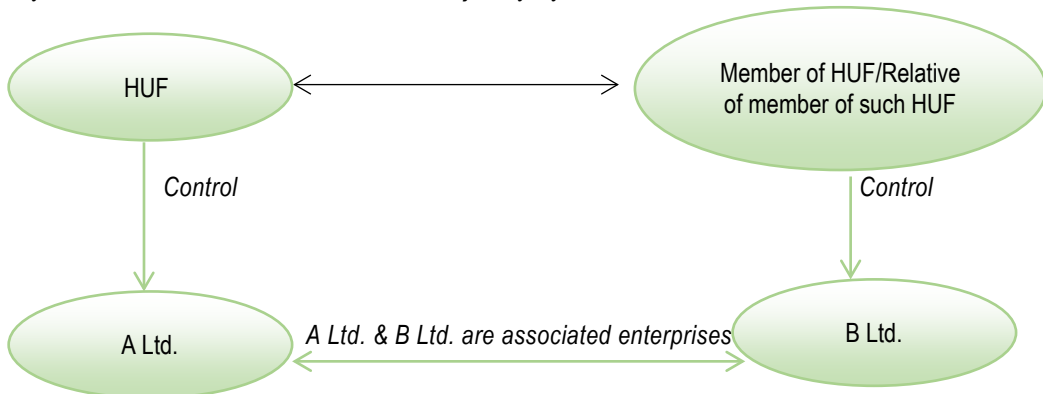 HUF
Member of HUF/Relative
of member of such HUF
Control
Control
A Ltd.
A Ltd. & B Ltd. are associated enterprises
B Ltd.